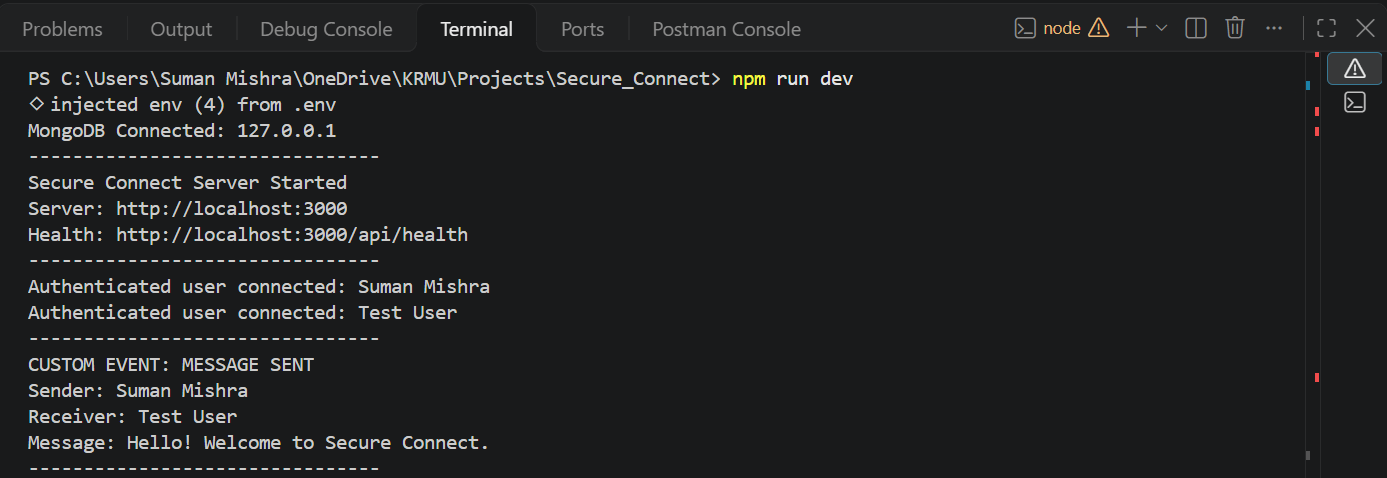 Problems Output Debug Console Terminal Ports Postman Console node
PS C:\Users\Suman Mishra\OneDrive\KRMU\Projects\Secure_Connect> npm run dev
◇ injected env (4) from .env
MongoDB Connected: 127.0.0.1
--------------------------------
Secure Connect Server Started
Server: http://localhost:3000
Health: http://localhost:3000/api/health
--------------------------------
Authenticated user connected: Suman Mishra
Authenticated user connected: Test User
--------------------------------
CUSTOM EVENT: MESSAGE SENT
Sender: Suman Mishra
Receiver: Test User
Message: Hello! Welcome to Secure Connect.
--------------------------------